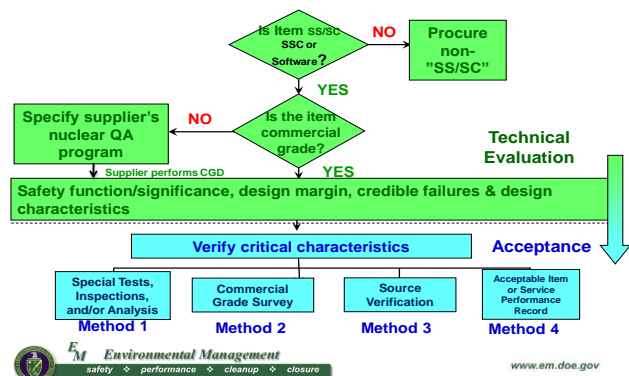 Is Item SS/SC
SSC or
Software?
NO
Procure
non-
"SS/SC"
YES
Specify supplier's
nuclear QA
program
NO
Is the item
commercial
grade?
Technical
Evaluation
Supplier performs CGD
YES
Safety function/significance, design margin, credible failures & design
characteristics
Verify critical characteristics
Acceptance
Special Tests,
Inspections,
and/or Analysis
Commercial
Grade Survey
Source
Verification
Acceptable Item
or Service
Performance
Record
Method 1
Method 2
Method 3
Method 4
EM Environmental Management
safety ❖ performance ❖ cleanup ❖ closure
www.em.doe.gov